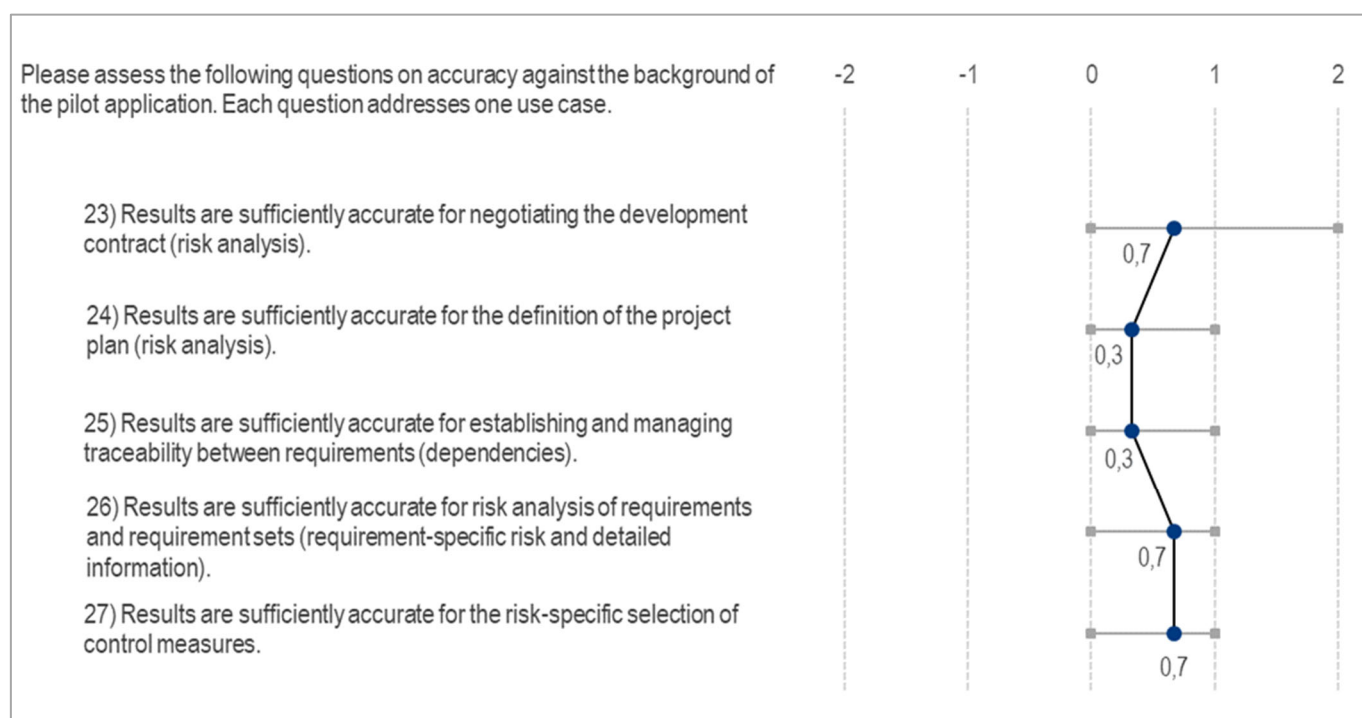 Please assess the following questions on accuracy against the background of
the pilot application. Each question addresses one use case.
-2 -1 0 1 2
23) Results are sufficiently accurate for negotiating the development
contract (risk analysis).
0,7
24) Results are sufficiently accurate for the definition of the project
plan (risk analysis).
0,3
25) Results are sufficiently accurate for establishing and managing
traceability between requirements (dependencies).
0,3
26) Results are sufficiently accurate for risk analysis of requirements
and requirement sets (requirement-specific risk and detailed
information).
0,7
27) Results are sufficiently accurate for the risk-specific selection of
control measures.
0,7